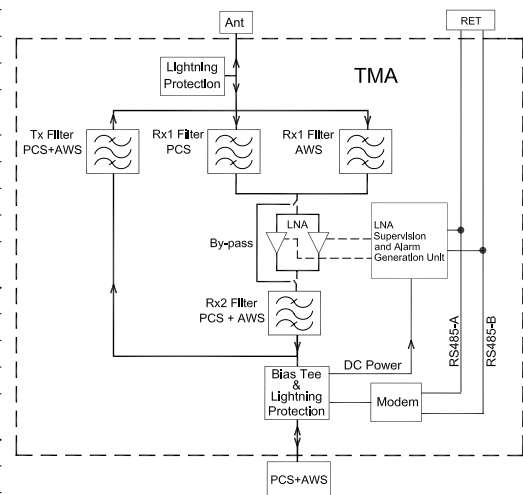 Ant
RET
Lightning
Protection
TMA
Tx Filter
PCS+AWS
Rx1 Filter
PCS
Rx1 Filter
AWS
LNA
By-pass
LNA
Supervision
and Alarm
Generation Unit
Rx2 Filter
PCS + AWS
RS485-A
RS485-B
DC Power
Bias Tee
&
Lightning
Protection
Modem
PCS+AWS